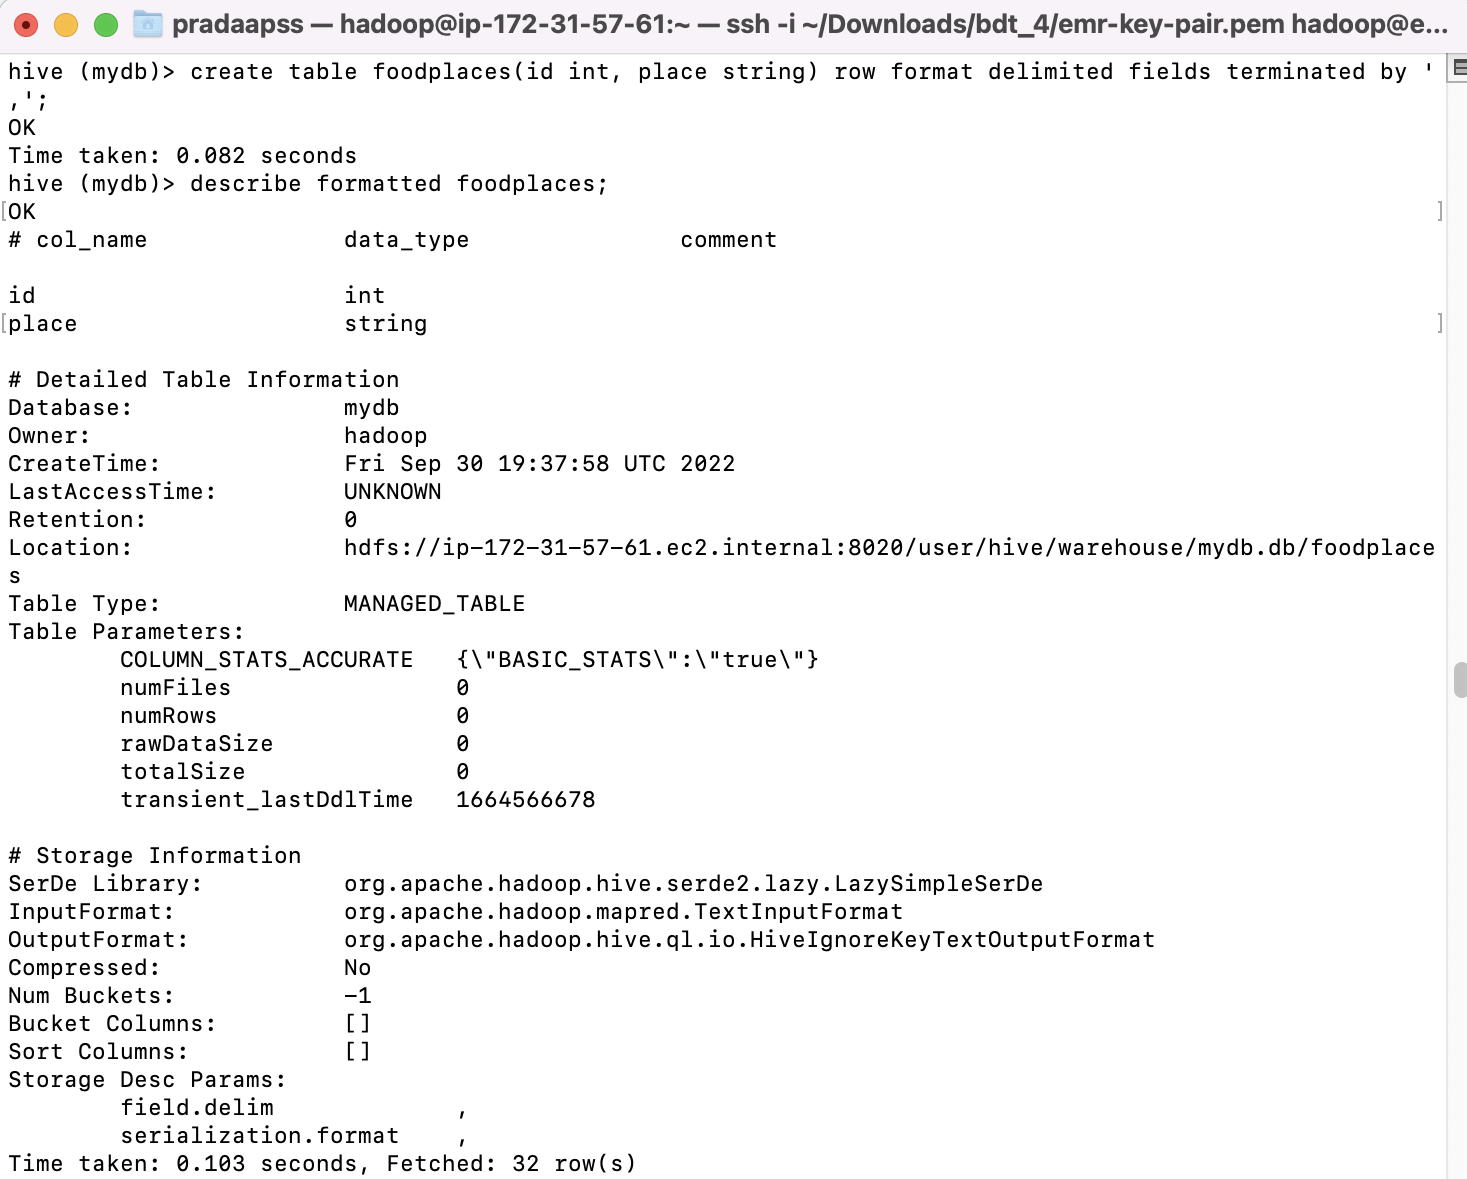 pradaapss — hadoop@ip-172-31-57-61:~ — ssh -i ~/Downloads/bdt_4/emr-key-pair.pem hadoop@e...
hive (mydb)> create table foodplaces(id int, place string) row format delimited fields terminated by '
,';
OK
Time taken: 0.082 seconds
hive (mydb)> describe formatted foodplaces;
[OK ]
# col_name data_type comment
id int
[place string ]
# Detailed Table Information
Database: mydb
Owner: hadoop
CreateTime: Fri Sep 30 19:37:58 UTC 2022
LastAccessTime: UNKNOWN
Retention: 0
Location: hdfs://ip-172-31-57-61.ec2.internal:8020/user/hive/warehouse/mydb.db/foodplace
s
Table Type: MANAGED_TABLE
Table Parameters:
COLUMN_STATS_ACCURATE {\"BASIC_STATS\":\"true\"}
numFiles 0
numRows 0
rawDataSize 0
totalSize 0
transient_lastDdlTime 1664566678
# Storage Information
SerDe Library: org.apache.hadoop.hive.serde2.lazy.LazySimpleSerDe
InputFormat: org.apache.hadoop.mapred.TextInputFormat
OutputFormat: org.apache.hadoop.hive.ql.io.HiveIgnoreKeyTextOutputFormat
Compressed: No
Num Buckets: -1
Bucket Columns: []
Sort Columns: []
Storage Desc Params:
field.delim ,
serialization.format ,
Time taken: 0.103 seconds, Fetched: 32 row(s)